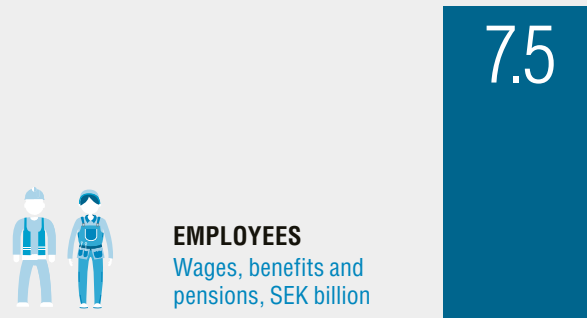 7.5
EMPLOYEES
Wages, benefits and
pensions, SEK billion